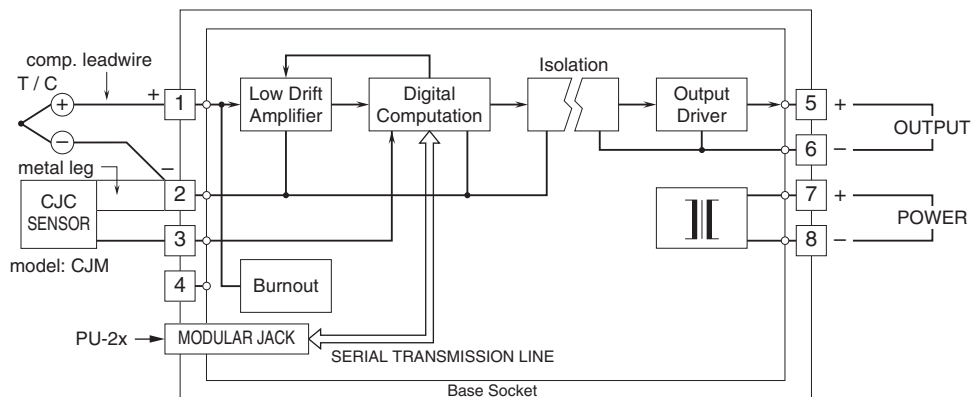 comp. leadwire
T / C
+
−
+
−
metal leg
CJC
SENSOR
model: CJM
1
2
3
4
Low Drift
Amplifier
Digital
Computation
Isolation
Output
Driver
Burnout
PU-2x
MODULAR JACK
SERIAL TRANSMISSION LINE
5
+
6
−
OUTPUT
7
+
8
−
POWER
Base Socket